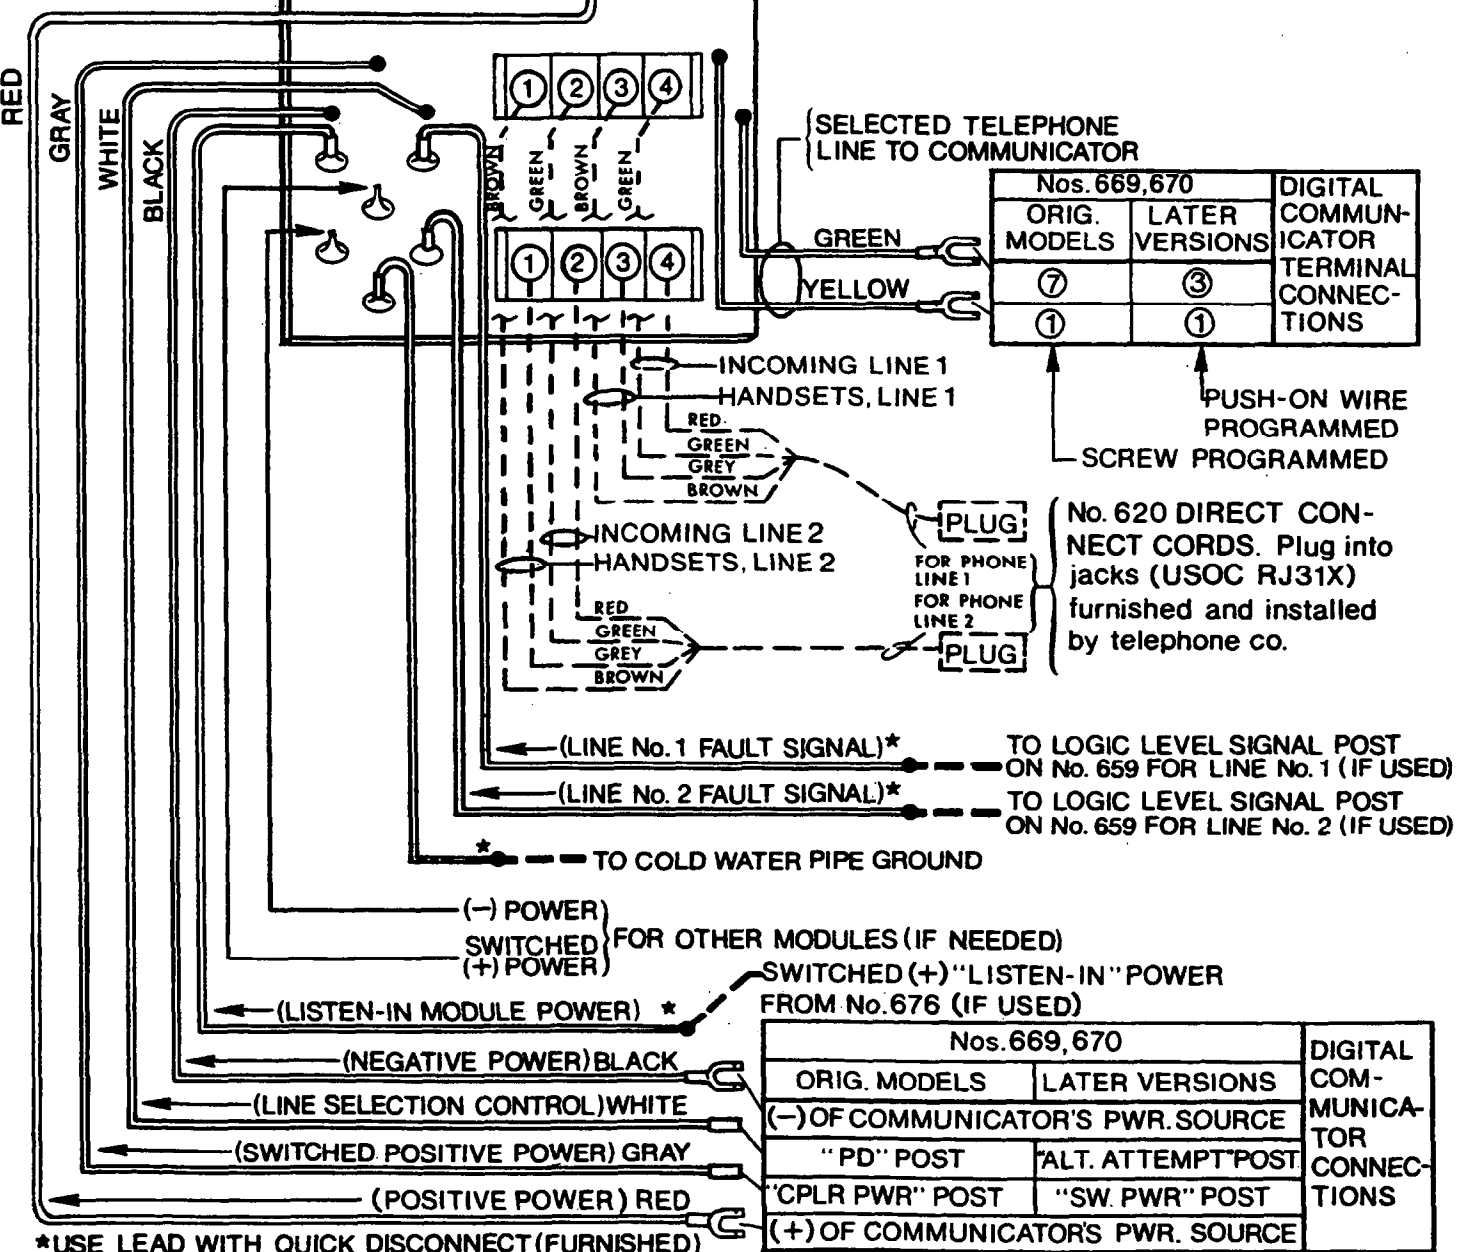 RED
GRAY
WHITE
BLACK
1 2 3 4
BROWN
GREEN
BROWN
GREEN
1 2 3 4
SELECTED TELEPHONE
LINE TO COMMUNICATOR
GREEN
YELLOW
Nos. 669,670
ORIG.
MODELS
LATER
VERSIONS
7
3
1
1
DIGITAL
COMMUN-
ICATOR
TERMINAL
CONNEC-
TIONS
PUSH-ON WIRE
PROGRAMMED
SCREW PROGRAMMED
INCOMING LINE 1
HANDSETS, LINE 1
RED
GREEN
GREY
BROWN
PLUG
INCOMING LINE 2
HANDSETS, LINE 2
RED
GREEN
GREY
BROWN
FOR PHONE
LINE 1
FOR PHONE
LINE 2
PLUG
No. 620 DIRECT CON-
NECT CORDS. Plug into
jacks (USOC RJ31X)
furnished and installed
by telephone co.
(LINE No. 1 FAULT SIGNAL)*
TO LOGIC LEVEL SIGNAL POST
ON No. 659 FOR LINE No. 1 (IF USED)
(LINE No. 2 FAULT SIGNAL)*
TO LOGIC LEVEL SIGNAL POST
ON No. 659 FOR LINE No. 2 (IF USED)
*
TO COLD WATER PIPE GROUND
(-) POWER
SWITCHED
(+) POWER
FOR OTHER MODULES (IF NEEDED)
SWITCHED (+) "LISTEN-IN" POWER
FROM No. 676 (IF USED)
(LISTEN-IN MODULE POWER) *
(NEGATIVE POWER) BLACK
(LINE SELECTION CONTROL) WHITE
(SWITCHED POSITIVE POWER) GRAY
(POSITIVE POWER) RED
Nos. 669, 670
ORIG. MODELS
LATER VERSIONS
(-) OF COMMUNICATOR'S PWR. SOURCE
"PD" POST
"ALT. ATTEMPT" POST
"CPLR PWR" POST
"SW. PWR" POST
(+) OF COMMUNICATOR'S PWR. SOURCE
DIGITAL
COM-
MUNICA-
TOR
CONNEC-
TIONS
*USE LEAD WITH QUICK DISCONNECT (FURNISHED)